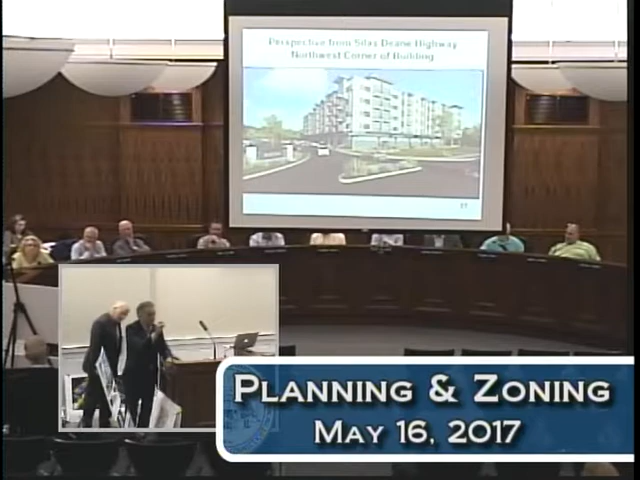 Perspective from Silas Deane Highway
Northwest Corner of Building
PLANNING & ZONING
MAY 16, 2017